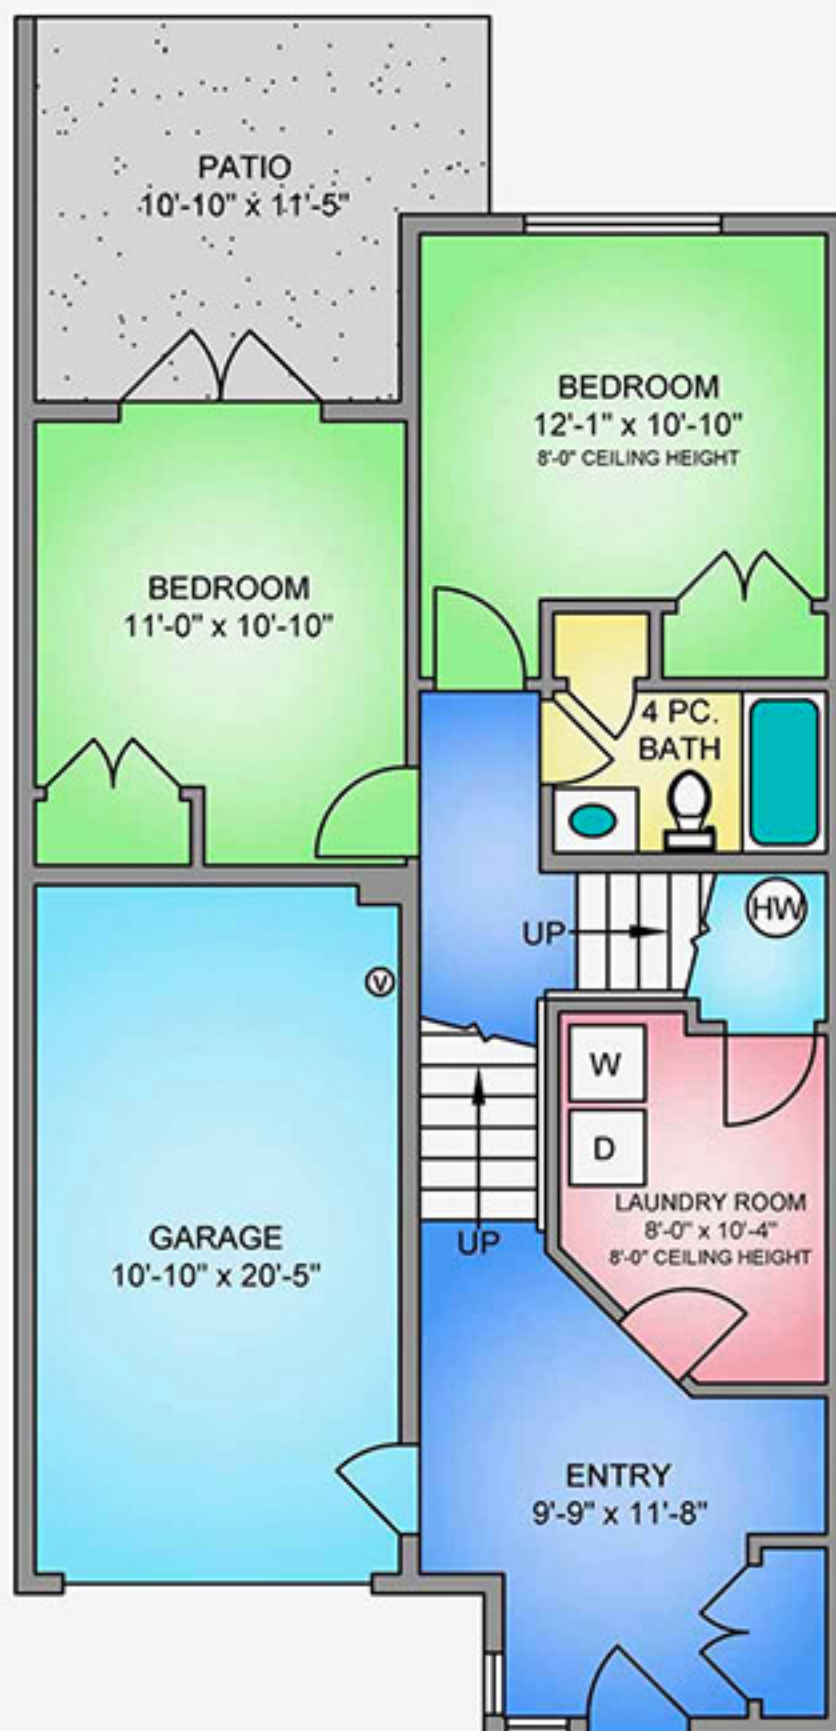 PATIO
10'-10" x 11'-5"
BEDROOM
12'-1" x 10'-10"
8'-0" CEILING HEIGHT
BEDROOM
11'-0" x 10'-10"
4 PC.
BATH
HW
UP
V
W
D
LAUNDRY ROOM
8'-0" x 10'-4"
8'-0" CEILING HEIGHT
UP
GARAGE
10'-10" x 20'-5"
ENTRY
9'-9" x 11'-8"